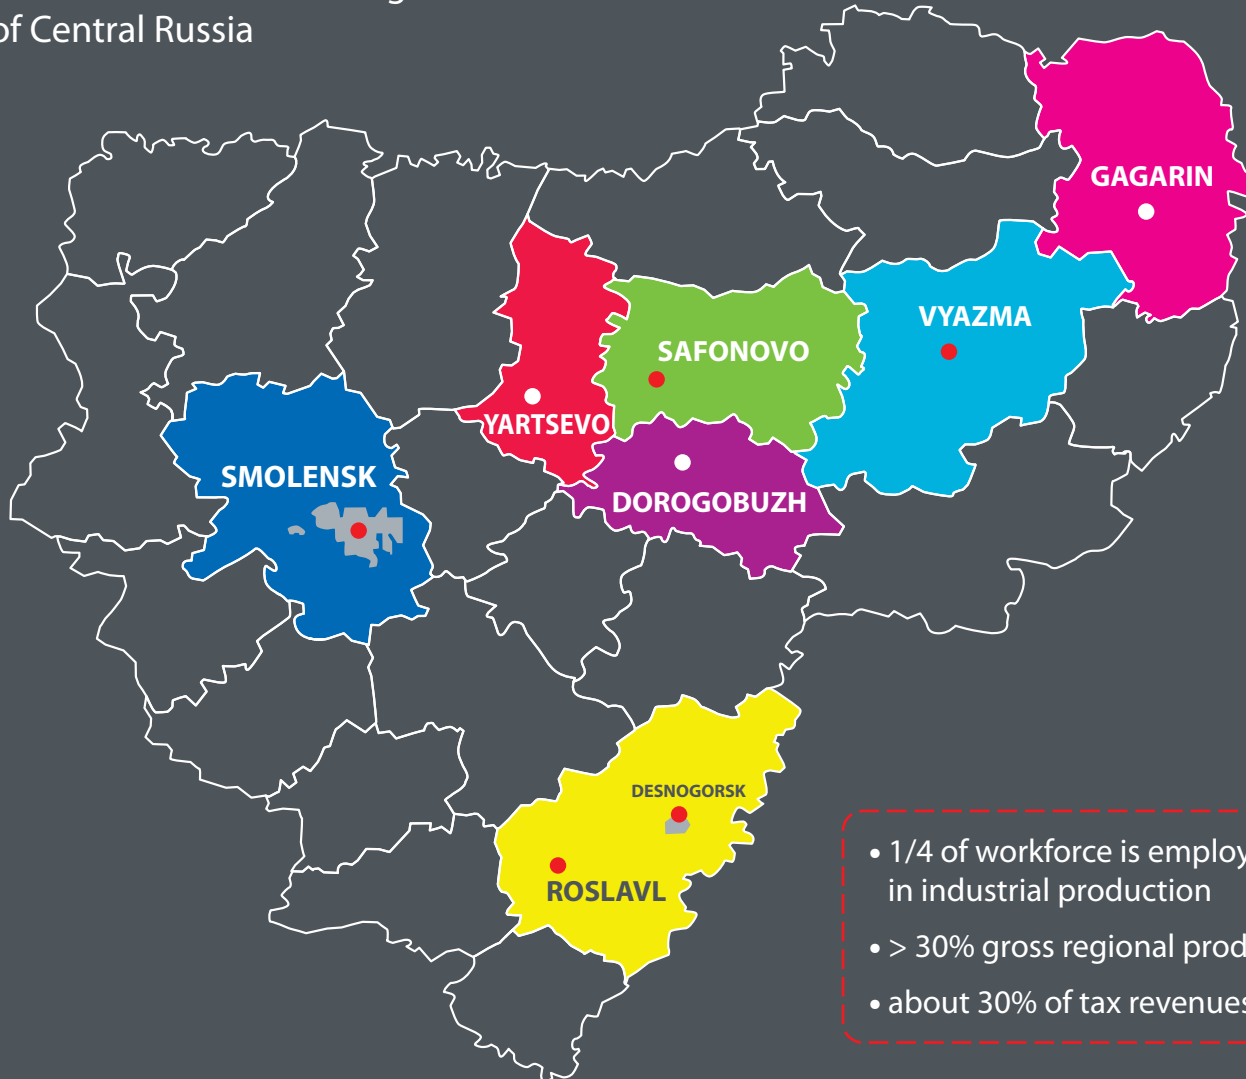 of Central Russia
GAGARIN
VYAZMA
SAFONOVO
YARTSEVO
SMOLENSK
DOROGOBUZH
DESNOGORSK
ROSLAVL
• 1/4 of workforce is employ
in industrial production
• > 30% gross regional prod
• about 30% of tax revenues